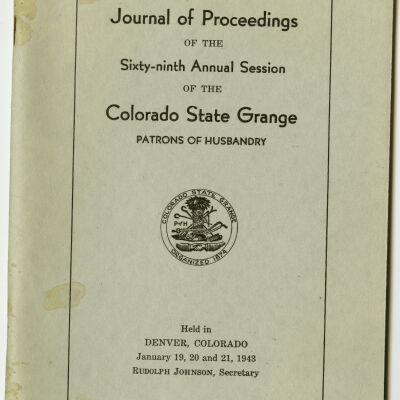 Journal of Proceedings
OF THE
Sixty-ninth Annual Session
OF THE
Colorado State Grange
PATRONS OF HUSBANDRY
COLORADO STATE GRANGE
P of H
ORGANIZED 1874
Held in
DENVER, COLORADO
January 19, 20 and 21, 1943
RUDOLPH JOHNSON, Secretary